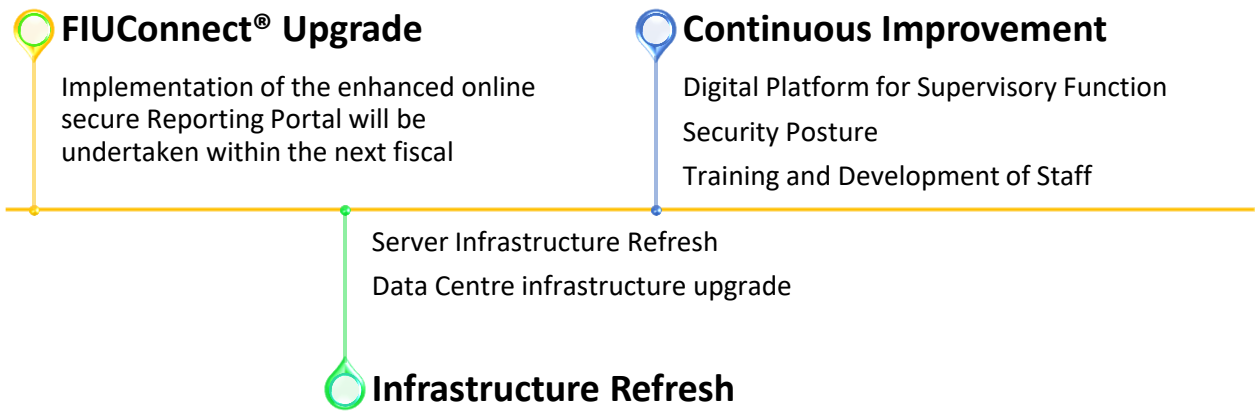 FIUConnect® Upgrade
Implementation of the enhanced online
secure Reporting Portal will be
undertaken within the next fiscal
Continuous Improvement
Digital Platform for Supervisory Function
Security Posture
Training and Development of Staff
Server Infrastructure Refresh
Data Centre infrastructure upgrade
Infrastructure Refresh